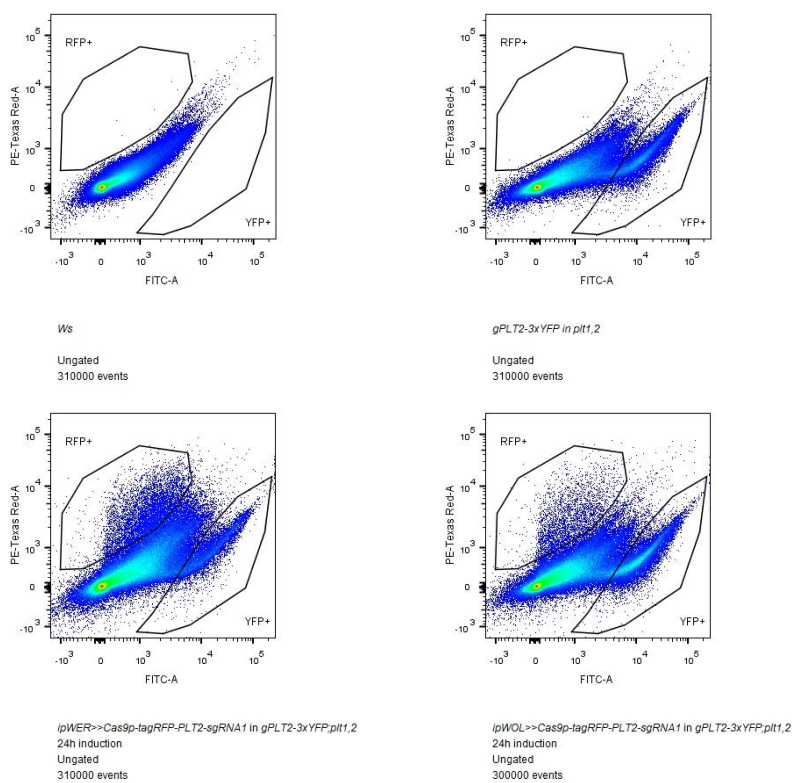 10^5
RFP+
10^4
PE-Texas Red-A
10^3
0
-10^3
YFP+
-10^3 0 10^3 10^4 10^5
FITC-A
Ws
Ungated
310000 events
10^5
RFP+
10^4
PE-Texas Red-A
10^3
0
-10^3
YFP+
-10^3 0 10^3 10^4 10^5
FITC-A
gPLT2-3xYFP in plt1,2
Ungated
310000 events
10^5
RFP+
10^4
PE-Texas Red-A
10^3
0
-10^3
YFP+
-10^3 0 10^3 10^4 10^5
FITC-A
ipWER>>Cas9p-tagRFP-PLT2-sgRNA1 in gPLT2-3xYFP;plt1,2
24h induction
Ungated
310000 events
10^5
RFP+
10^4
PE-Texas Red-A
10^3
0
-10^3
YFP+
-10^3 0 10^3 10^4 10^5
FITC-A
ipWOL>>Cas9p-tagRFP-PLT2-sgRNA1 in gPLT2-3xYFP;plt1,2
24h induction
Ungated
300000 events